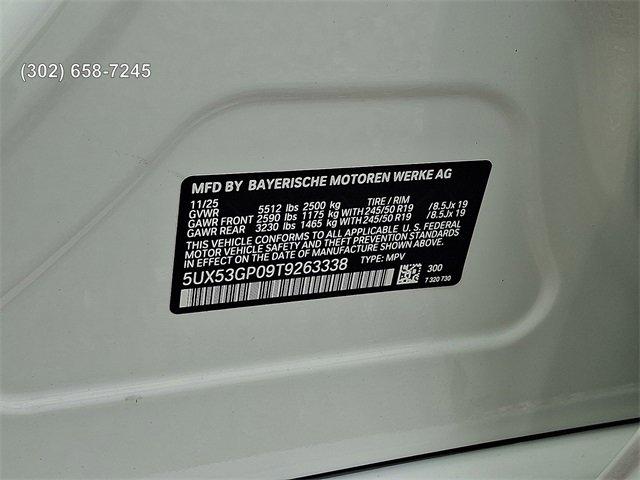 (302) 658-7245
MFD BY BAYERISCHE MOTOREN WERKE AG
11/25 5512 lbs 2500 kg TIRE / RIM
GVWR
GAWR FRONT 2590 lbs 1175 kg WITH 245/50 R19 /8.5Jx 19
GAWR REAR 3230 lbs 1465 kg WITH 245/50 R19 /8.5Jx 19
THIS VEHICLE CONFORMS TO ALL APPLICABLE U. S. FEDERAL
MOTOR VEHICLE SAFETY AND THEFT PREVENTION STANDARDS
IN EFFECT ON THE DATE OF MANUFACTURE SHOWN ABOVE.
5UX53GP09T9263338 TYPE: MPV
300
7 320 730